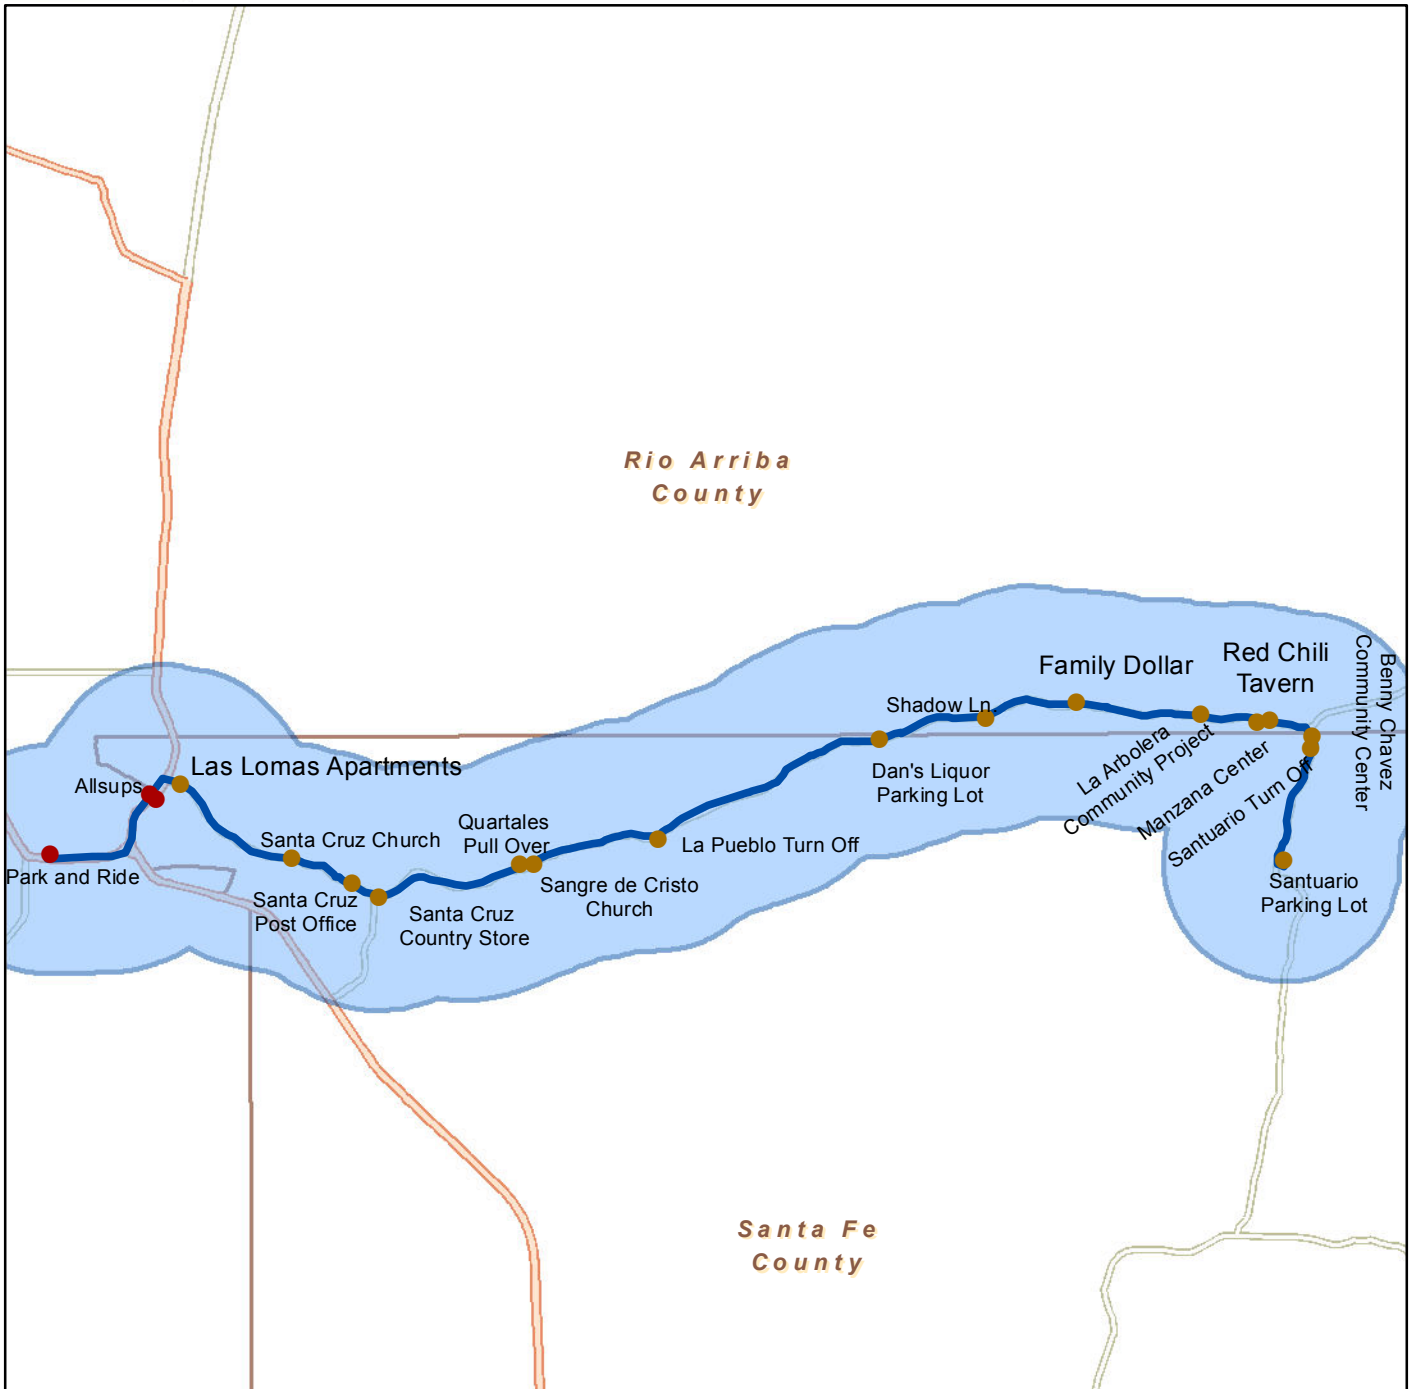 Rio Arriba
County
Benny Chavez
Community Center
Red Chili
Tavern
Family Dollar
Shadow Ln.
La Arbolera
Community Project
Manzana Center
Santuario Turn Off
Las Lomas Apartments
Allsups
Dan's Liquor
Parking Lot
Quartales
Pull Over
Santa Cruz Church
La Pueblo Turn Off
Park and Ride
Santuario
Parking Lot
Sangre de Cristo
Church
Santa Cruz
Post Office
Santa Cruz
Country Store
Santa Fe
County